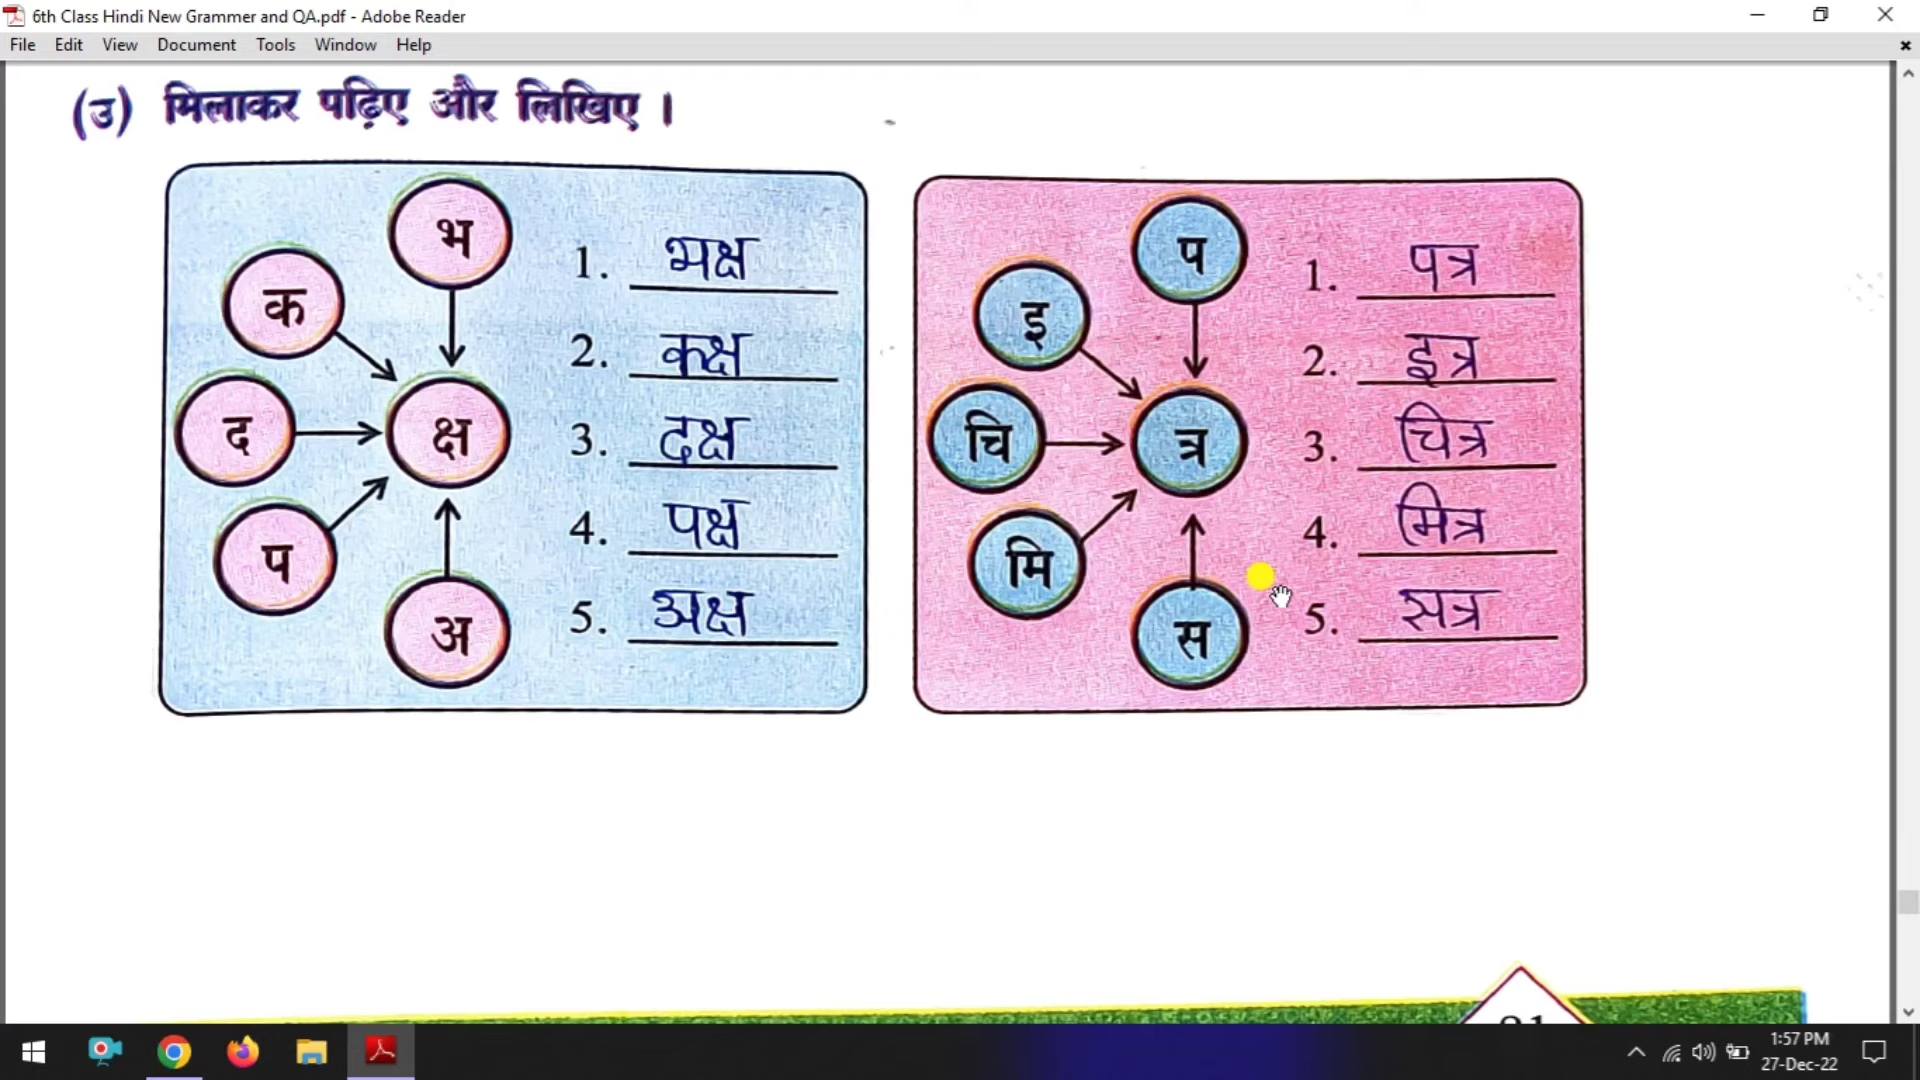 6th Class Hindi New Grammer and QA.pdf - Adobe Reader
File Edit View Document Tools Window Help
(उ) मिलाकर पढ़िए और लिखिए ।
भ
क
द
प
अ
क्ष
1. भक्ष
2. कक्ष
3. दक्ष
4. पक्ष
5. अक्ष
प
इ
चि
मि
स
त्र
1. पत्र
2. इत्र
3. चित्र
4. मित्र
5. सत्र
1:57 PM
27-Dec-22